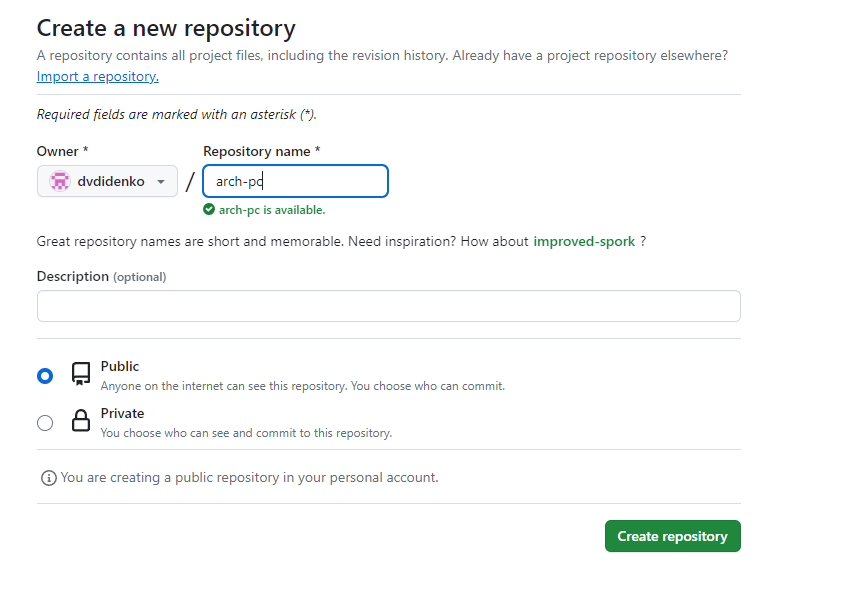 Create a new repository
A repository contains all project files, including the revision history. Already have a project repository elsewhere?
Import a repository.
Required fields are marked with an asterisk (*).
Owner * Repository name *
dvdidenko / arch-pc
arch-pc is available.
Great repository names are short and memorable. Need inspiration? How about improved-spork ?
Description (optional)
Public
Anyone on the internet can see this repository. You choose who can commit.
Private
You choose who can see and commit to this repository.
You are creating a public repository in your personal account.
Create repository